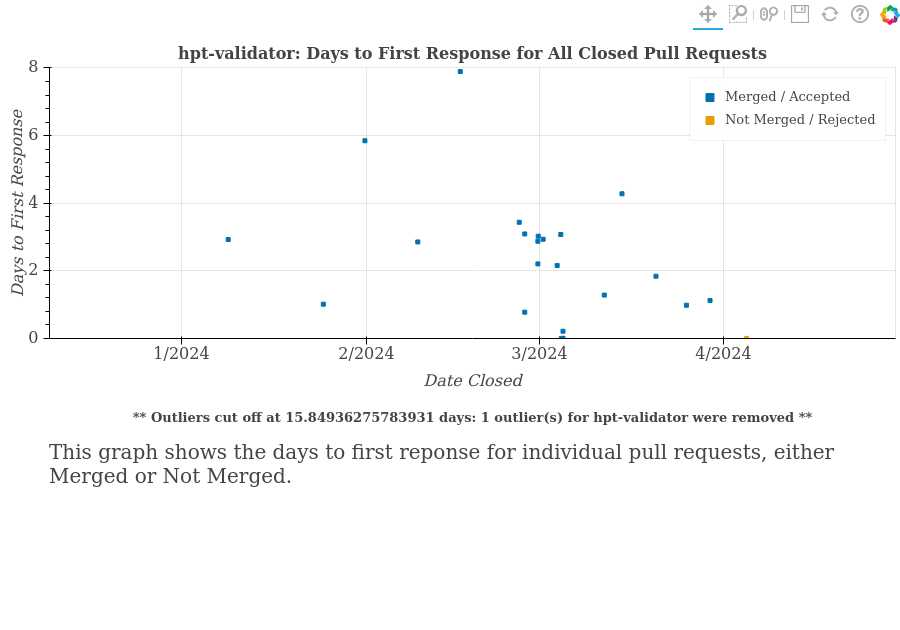 hpt-validator: Days to First Response for All Closed Pull Requests
8
6
4
2
0
Days to First Response
Merged / Accepted
Not Merged / Rejected
1/2024
2/2024
3/2024
4/2024
Date Closed
** Outliers cut off at 15.84936275783931 days: 1 outlier(s) for hpt-validator were removed **
This graph shows the days to first reponse for individual pull requests, either
Merged or Not Merged.